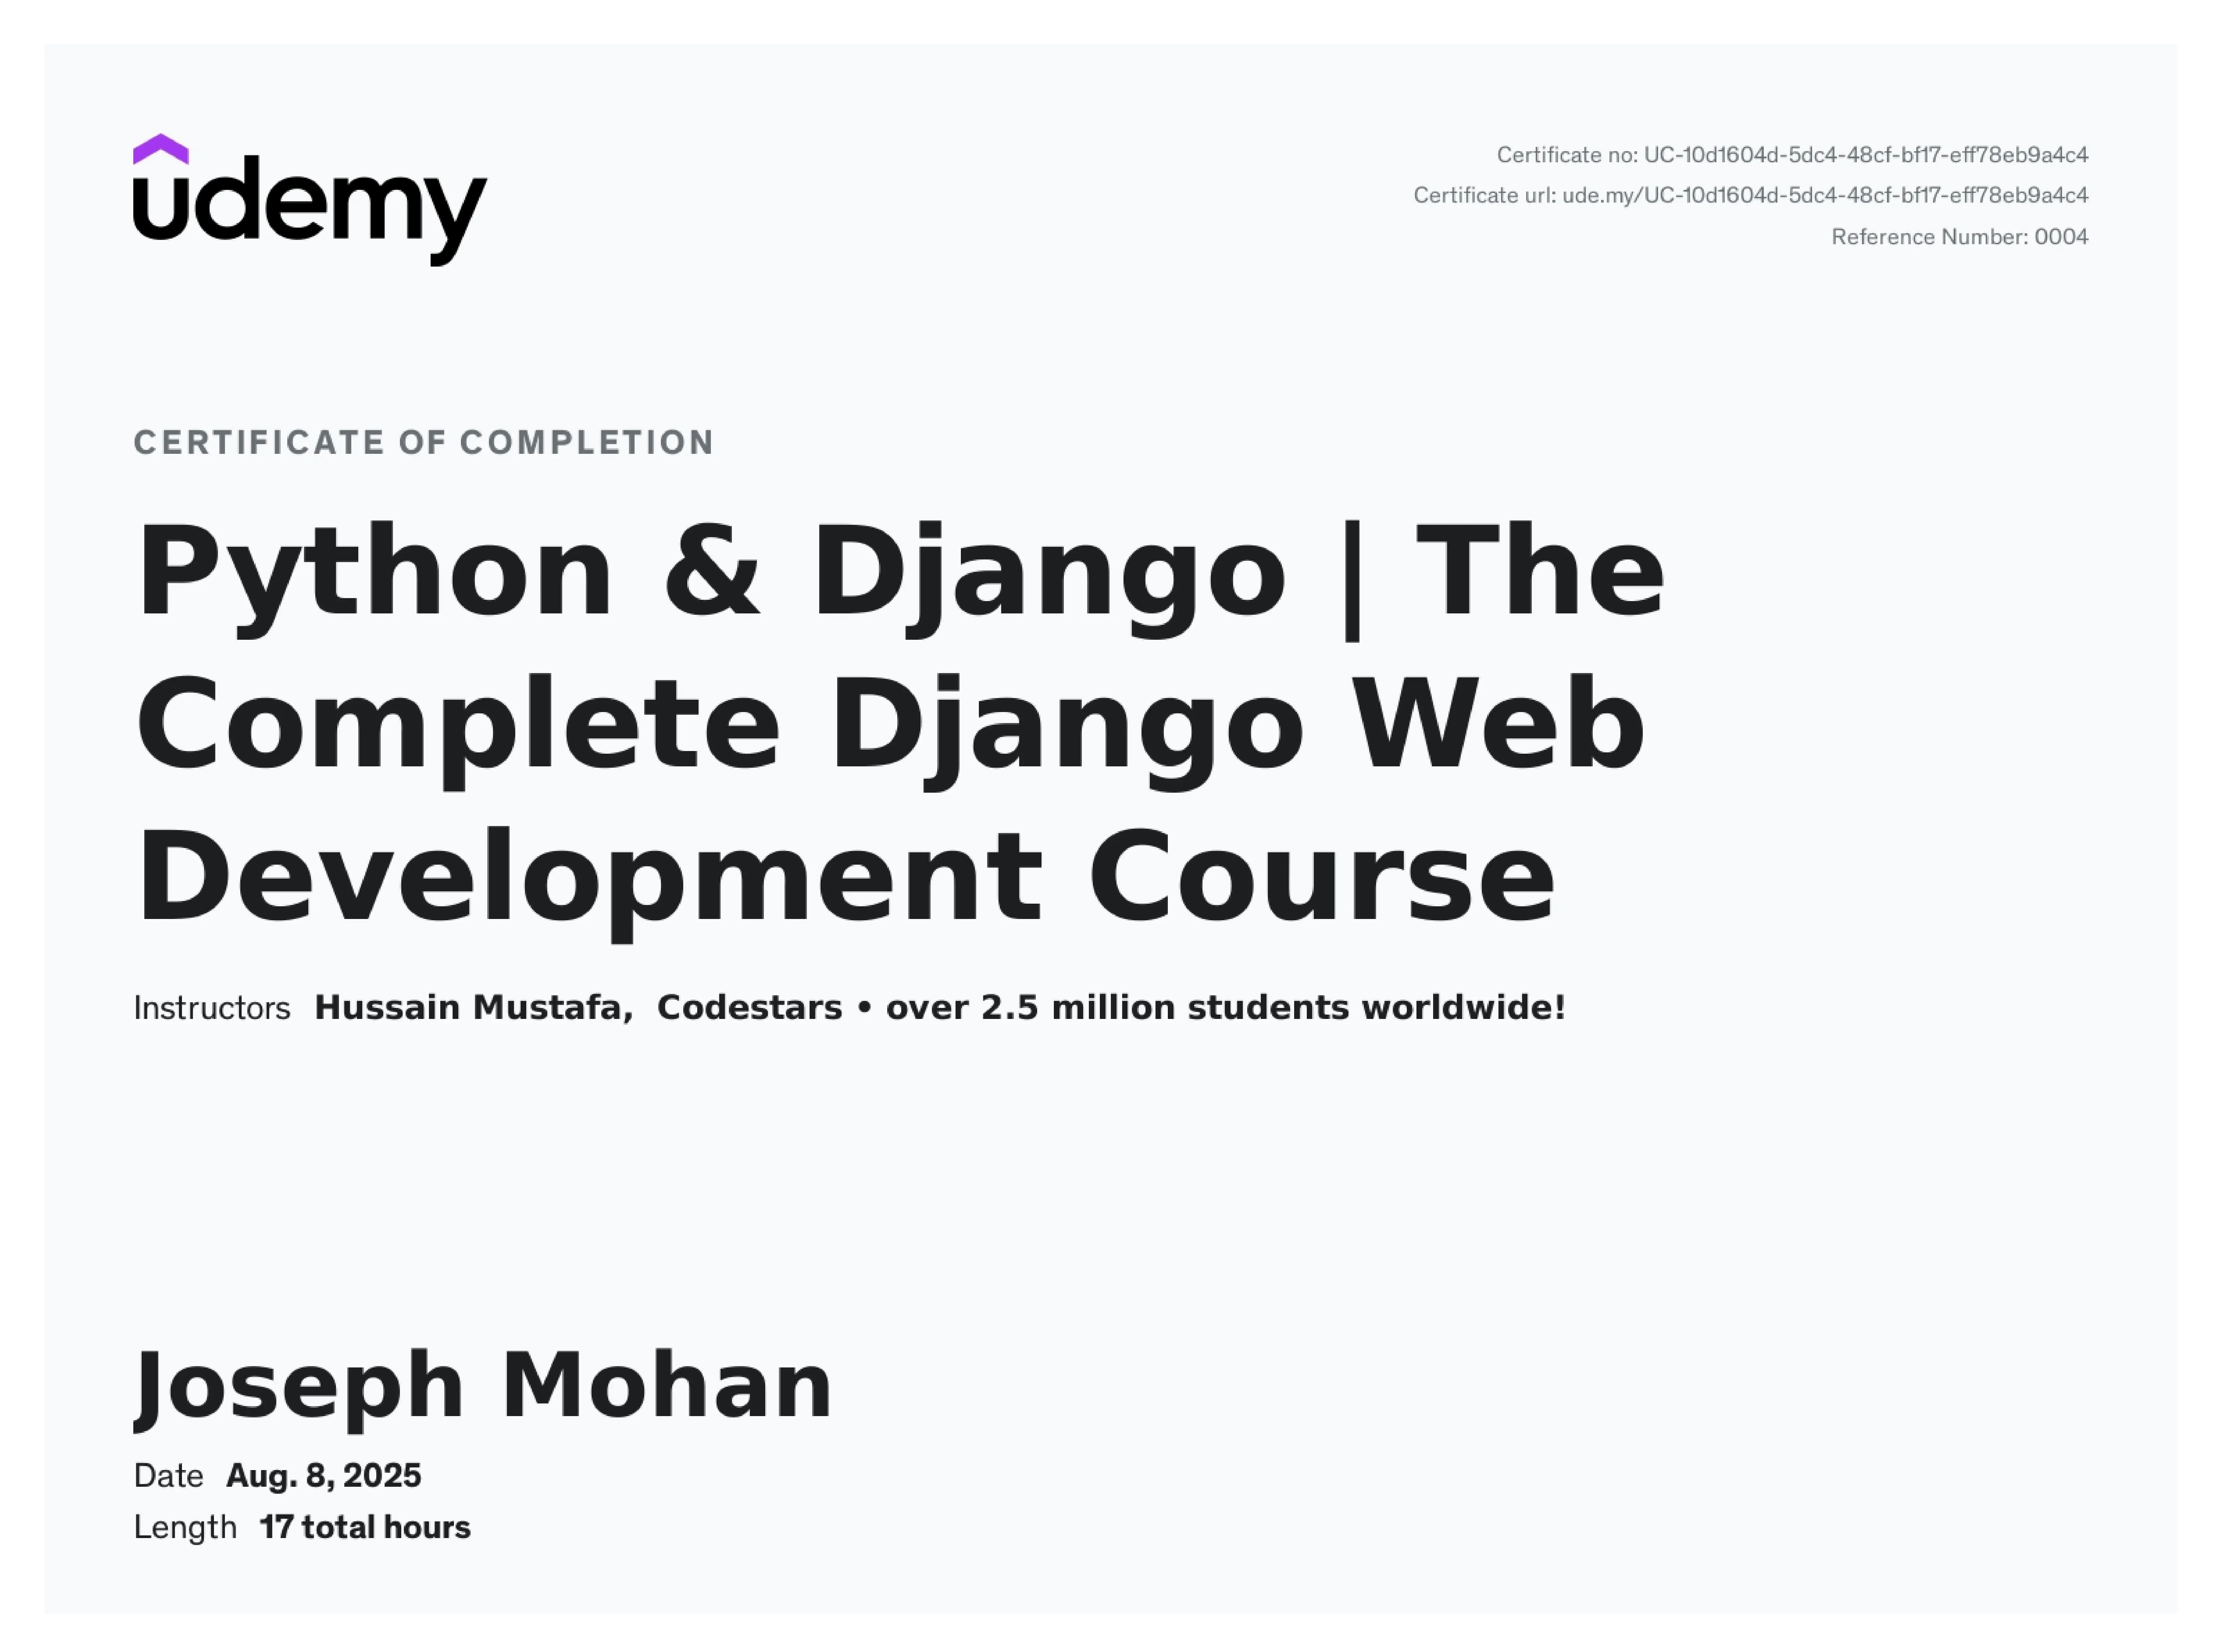 udemy
Certificate no: UC-10d1604d-5dc4-48cf-bf17-eff78eb9a4c4
Certificate url: ude.my/UC-10d1604d-5dc4-48cf-bf17-eff78eb9a4c4
Reference Number: 0004
CERTIFICATE OF COMPLETION
Python & Django | The
Complete Django Web
Development Course
Instructors Hussain Mustafa, Codestars • over 2.5 million students worldwide!
Joseph Mohan
Date Aug. 8, 2025
Length 17 total hours